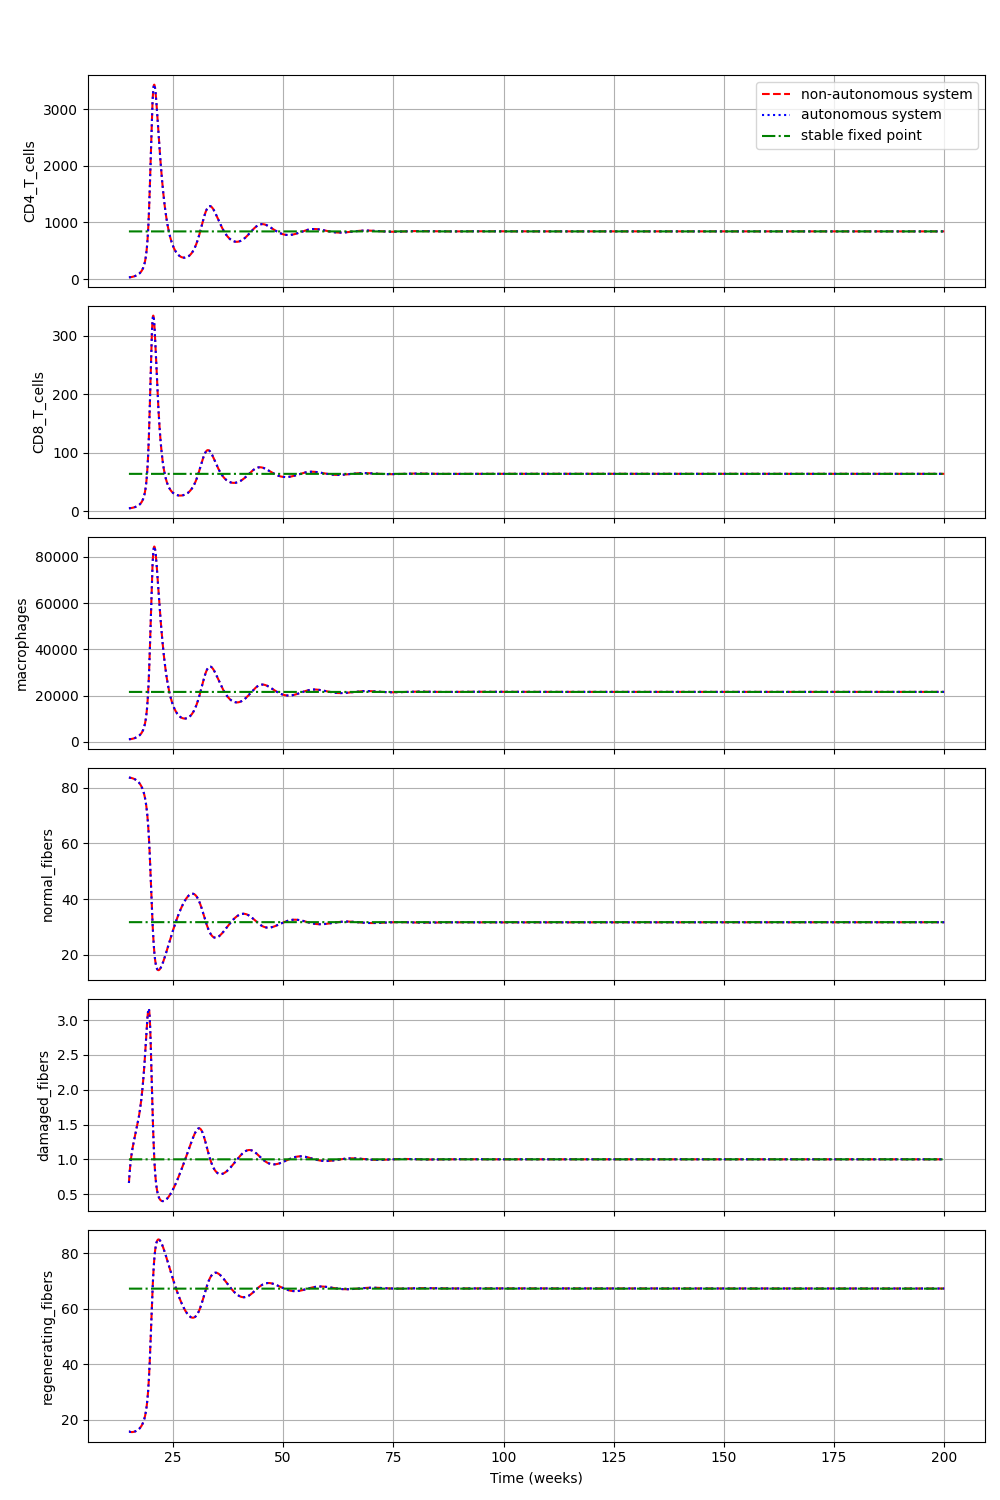 3000
2000
1000
0
CD4_T_cells
non-autonomous system
autonomous system
stable fixed point
300
200
100
0
CD8_T_cells
80000
60000
40000
20000
0
macrophages
80
60
40
20
normal_fibers
3.0
2.5
2.0
1.5
1.0
0.5
damaged_fibers
80
60
40
20
regenerating_fibers
25 50 75 100 125 150 175 200
Time (weeks)